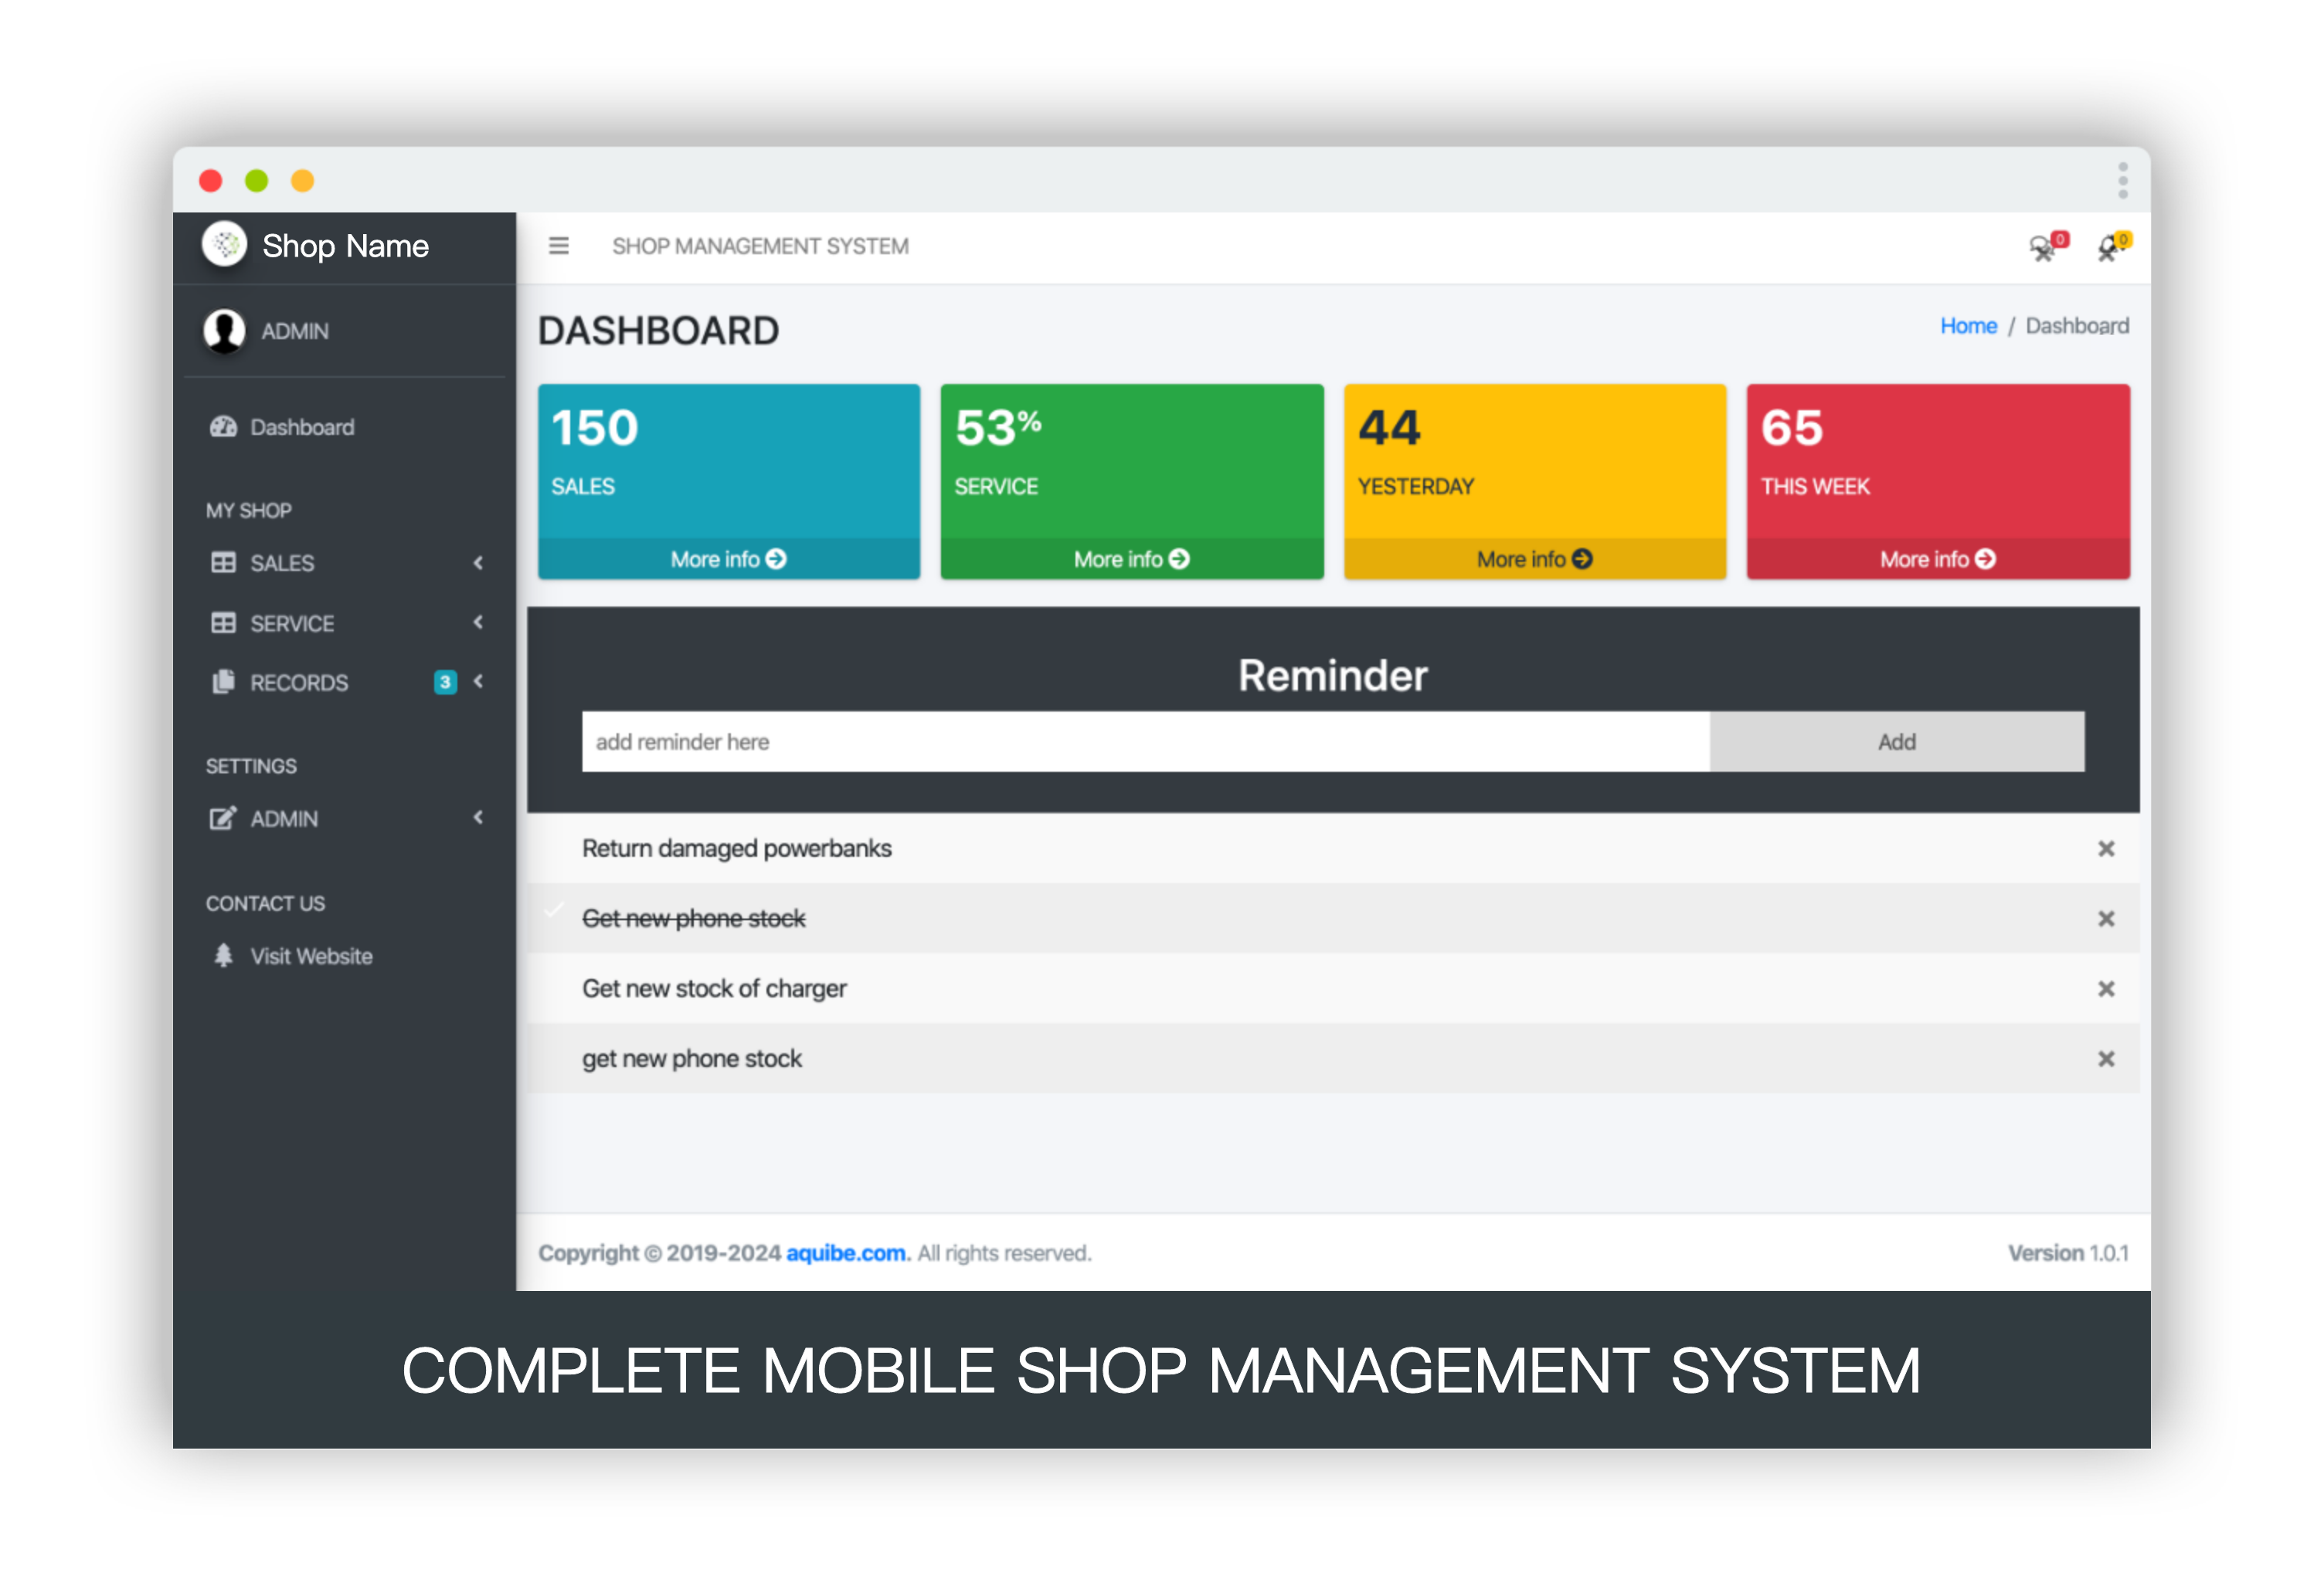 Shop Name
SHOP MANAGEMENT SYSTEM
0
0
ADMIN
Dashboard
MY SHOP
SALES
SERVICE
RECORDS 3
SETTINGS
ADMIN
CONTACT US
Visit Website
DASHBOARD
Home / Dashboard
150
SALES
More info
53%
SERVICE
More info
44
YESTERDAY
More info
65
THIS WEEK
More info
Reminder
add reminder here
Add
Return damaged powerbanks
Get new phone stock
Get new stock of charger
get new phone stock
Copyright © 2019-2024 aquibe.com. All rights reserved.
Version 1.0.1
COMPLETE MOBILE SHOP MANAGEMENT SYSTEM